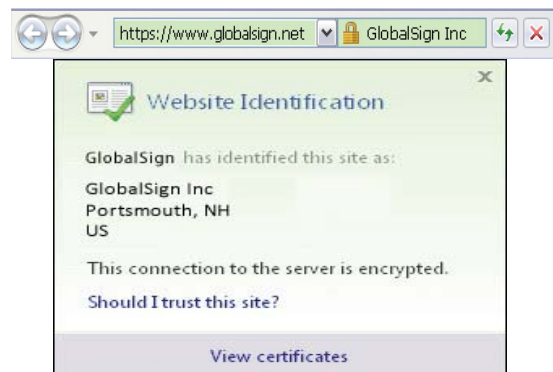 https://www.globalsign.net GlobalSign Inc
Website Identification
GlobalSign has identified this site as:
GlobalSign Inc
Portsmouth, NH
US
This connection to the server is encrypted.
Should I trust this site?
View certificates